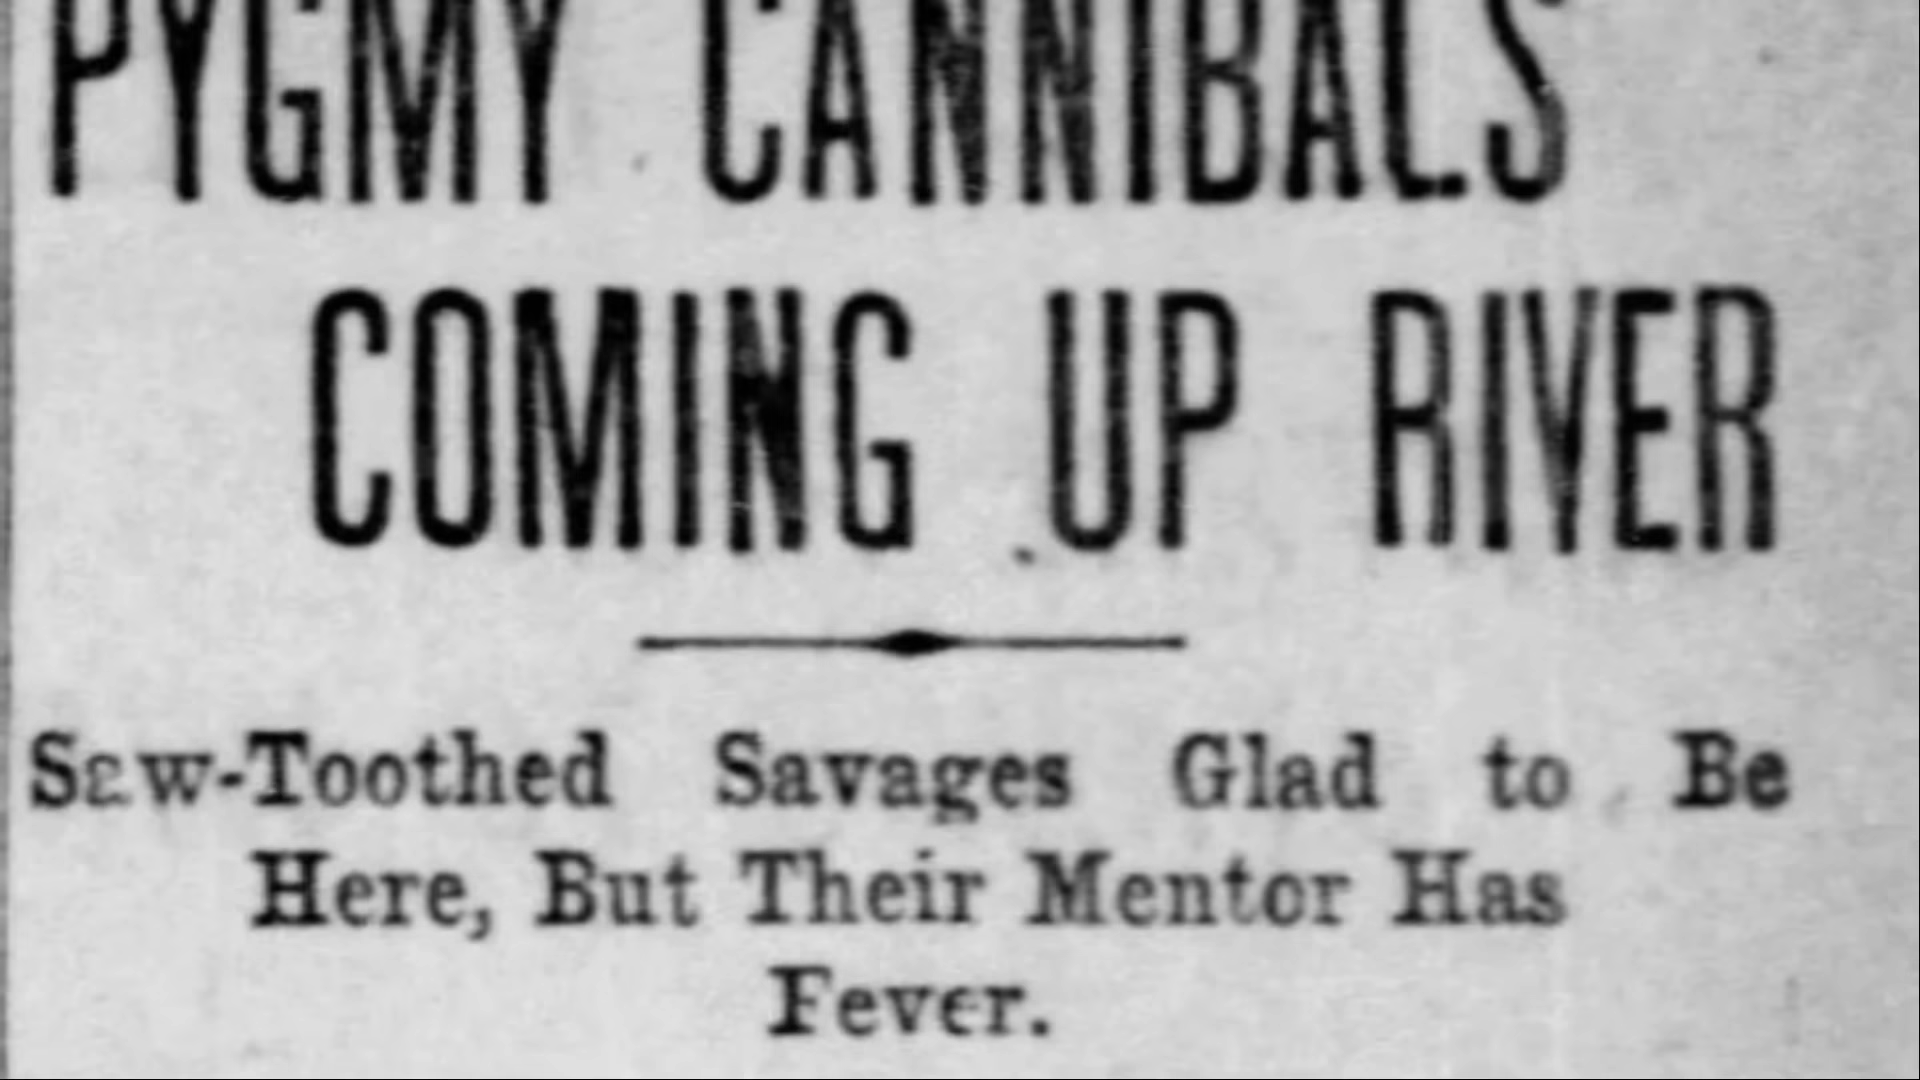 PYGMY CANNIBALS
COMING UP RIVER
Saw-Toothed Savages Glad to Be
Here, But Their Mentor Has
Fever.